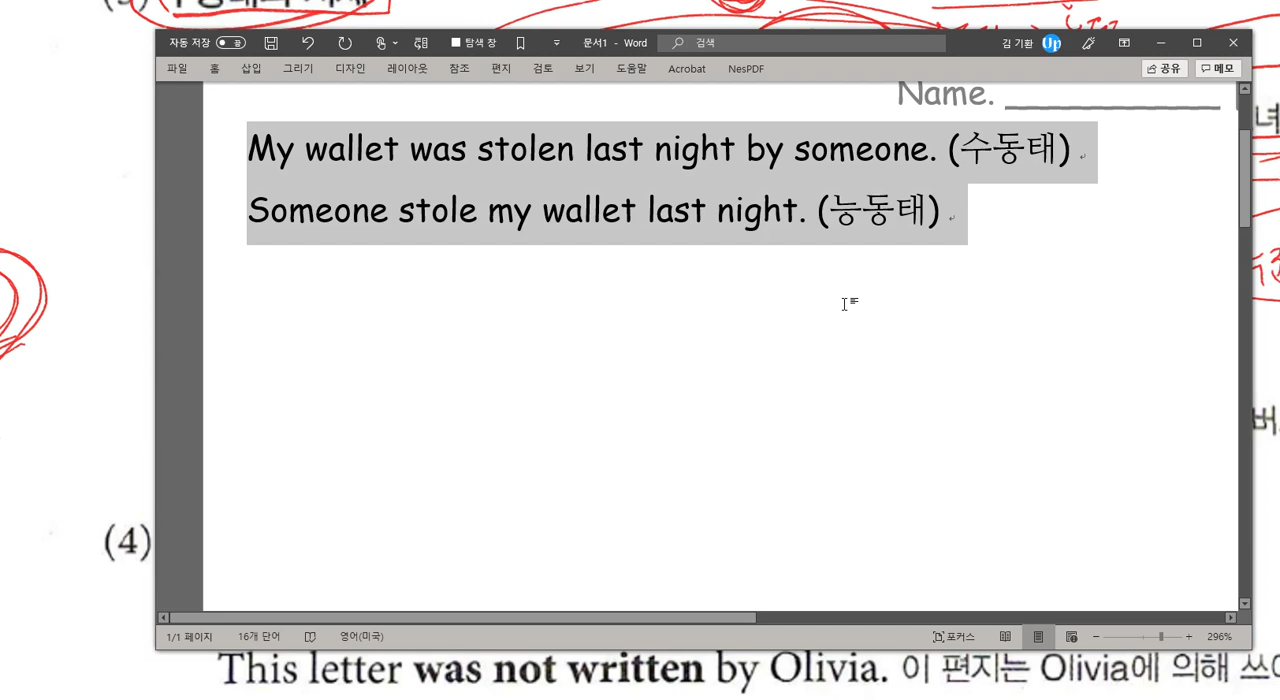 자동 저장 끔 탐색 창 문서1 - Word 검색 김 기환 Up
파일 홈 삽입 그리기 디자인 레이아웃 참조 편지 검토 보기 도움말 Acrobat NesPDF 공유 메모
Name. ____________
My wallet was stolen last night by someone. (수동태)
Someone stole my wallet last night. (능동태)
(4)
1/1 페이지 16개 단어 영어(미국) 포커스 296%
This letter was not written by Olivia. 이 편지는 Olivia에 의해